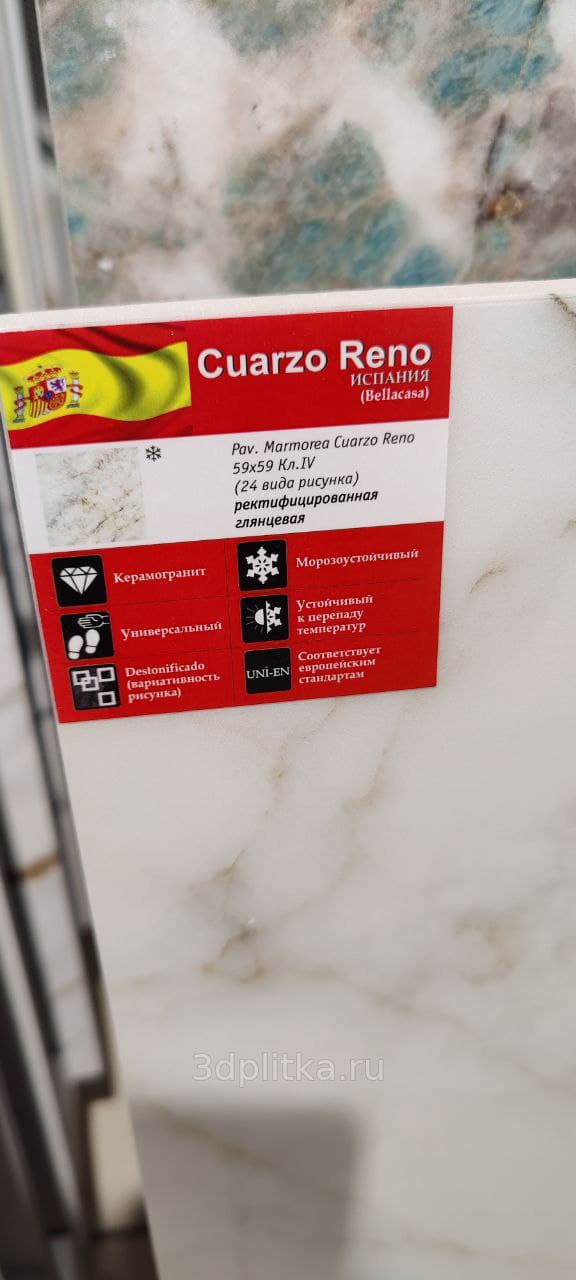 Cuarzo Reno
ИСПАНИЯ
(Bellacasa)
Pav. Marmorea Cuarzo Reno
59x59 Кл.IV
(24 вида рисунка)
ректифицированная
глянцевая
Керамогранит
Морозоустойчивый
Универсальный
Устойчивый
к перепаду
температур
Destonificado
(вариативность
рисунка)
UNİ-EN
Соответствует
европейским
стандартам
3dplitka.ru